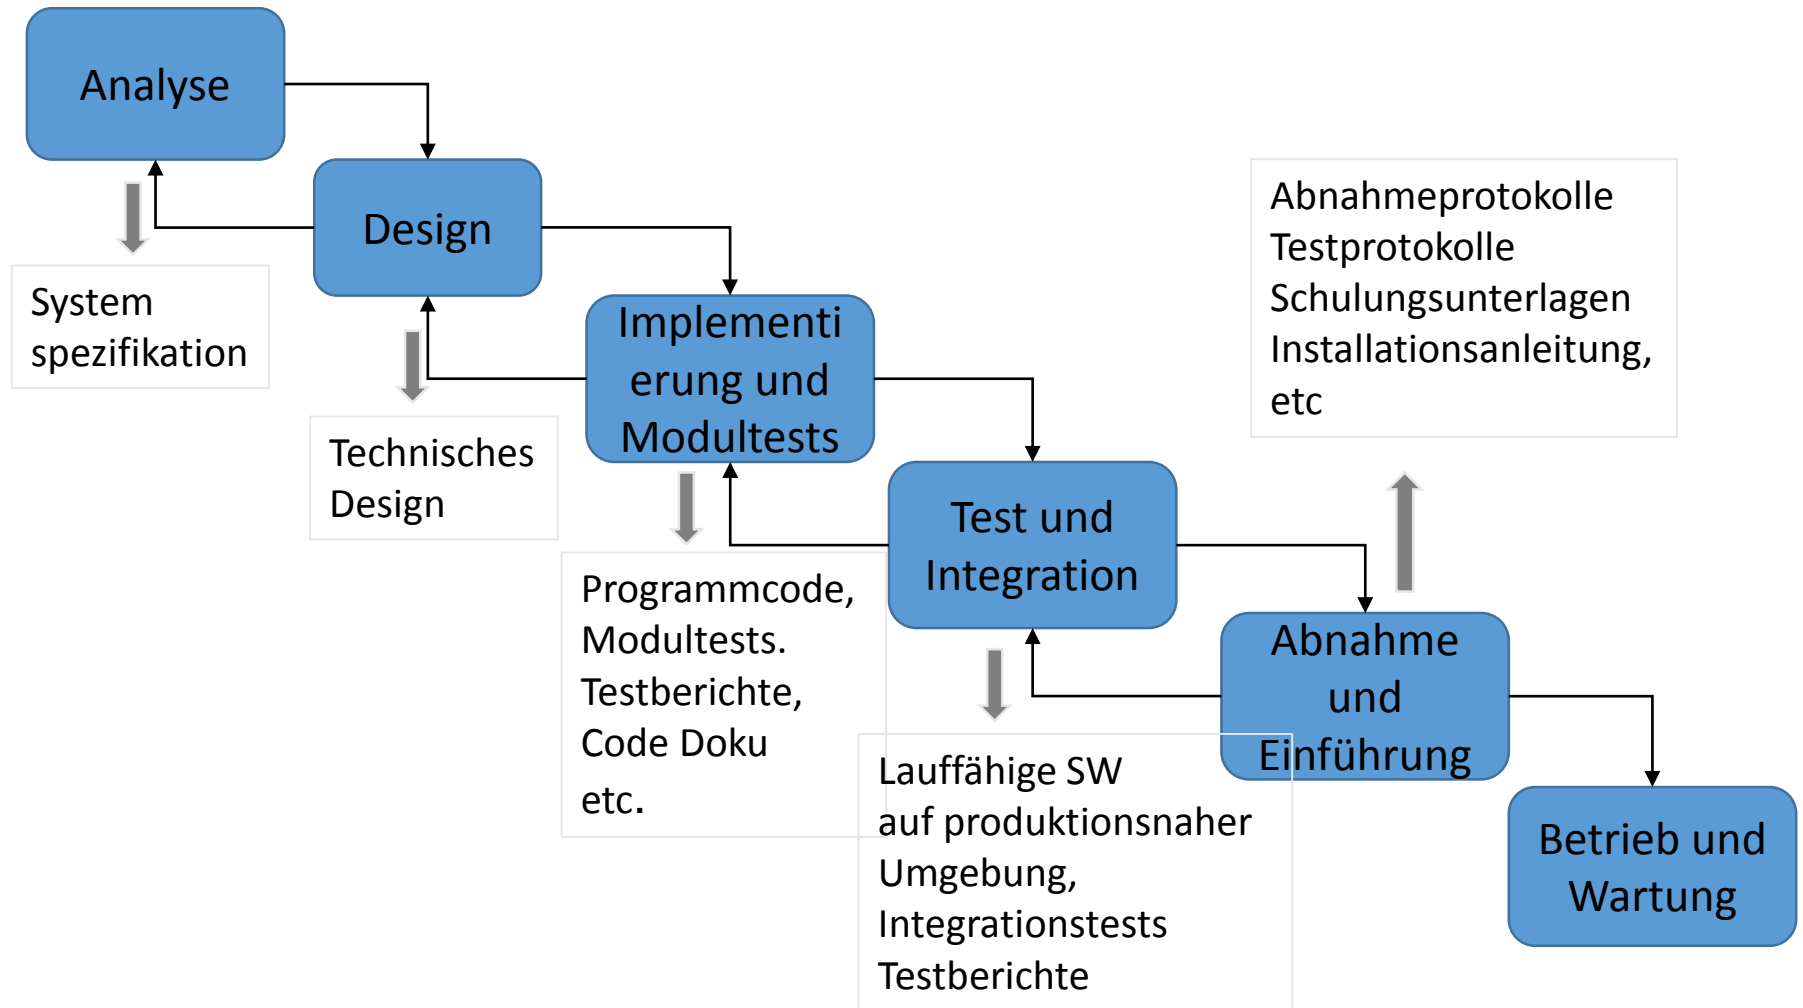 Analyse
Design
System
spezifikation
Implementi
erung und
Modultests
Technisches
Design
Abnahmeprotokolle
Testprotokolle
Schulungsunterlagen
Installationsanleitung,
etc
Test und
Integration
Programmcode,
Modultests.
Testberichte,
Code Doku
etc.
Abnahme
und
Einführung
Lauffähige SW
auf produktionsnaher
Umgebung,
Integrationstests
Testberichte
Betrieb und
Wartung